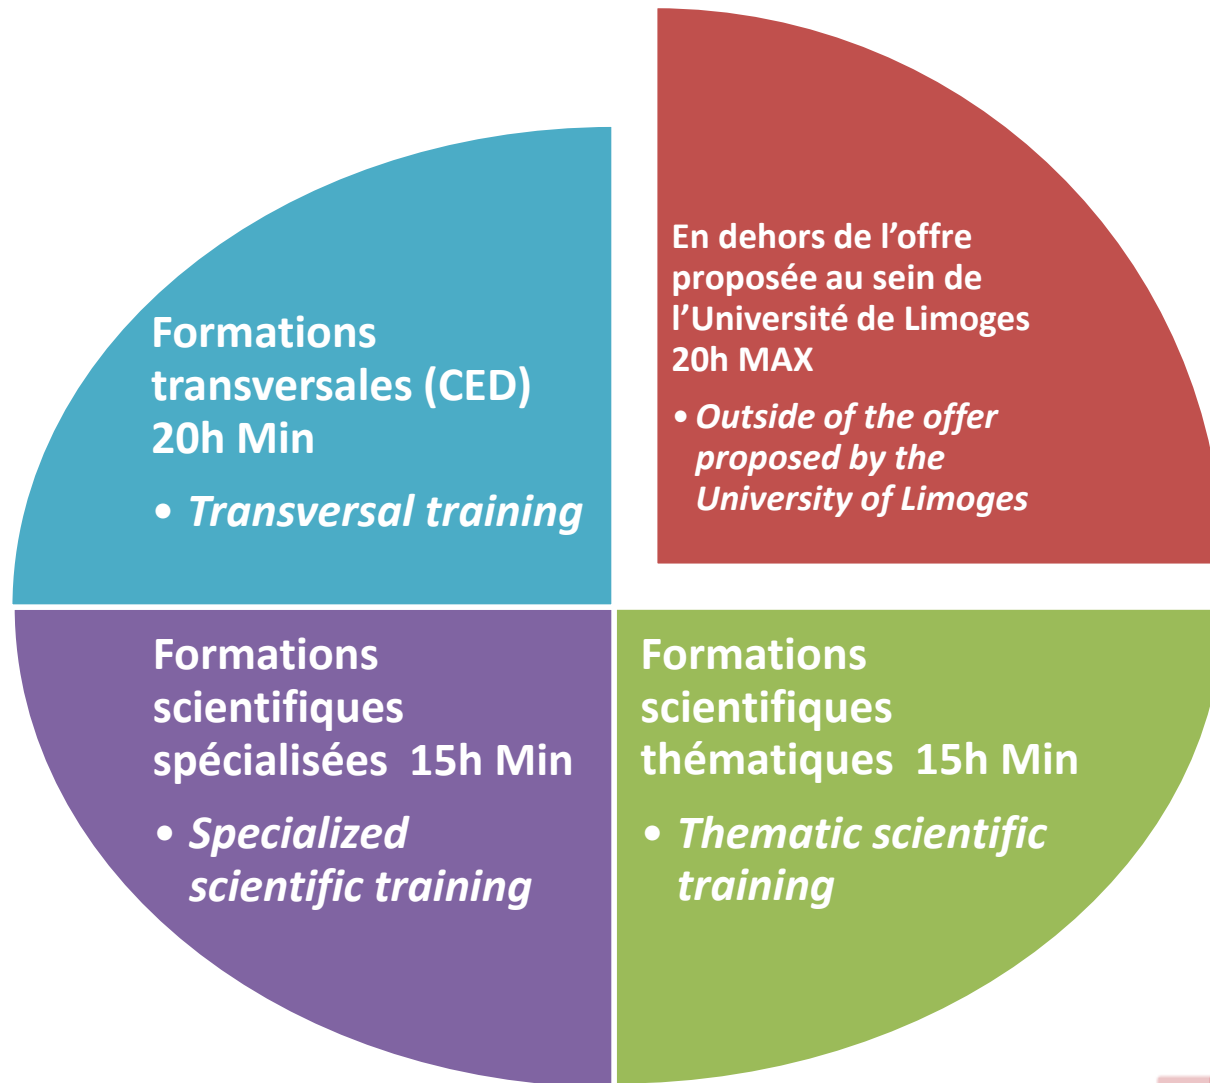 Formations
transversales (CED)
20h Min
• Transversal training
En dehors de l’offre
proposée au sein de
l’Université de Limoges
20h MAX
• Outside of the offer
proposed by the
University of Limoges
Formations
scientifiques
spécialisées 15h Min
• Specialized
scientific training
Formations
scientifiques
thématiques 15h Min
• Thematic scientific
training